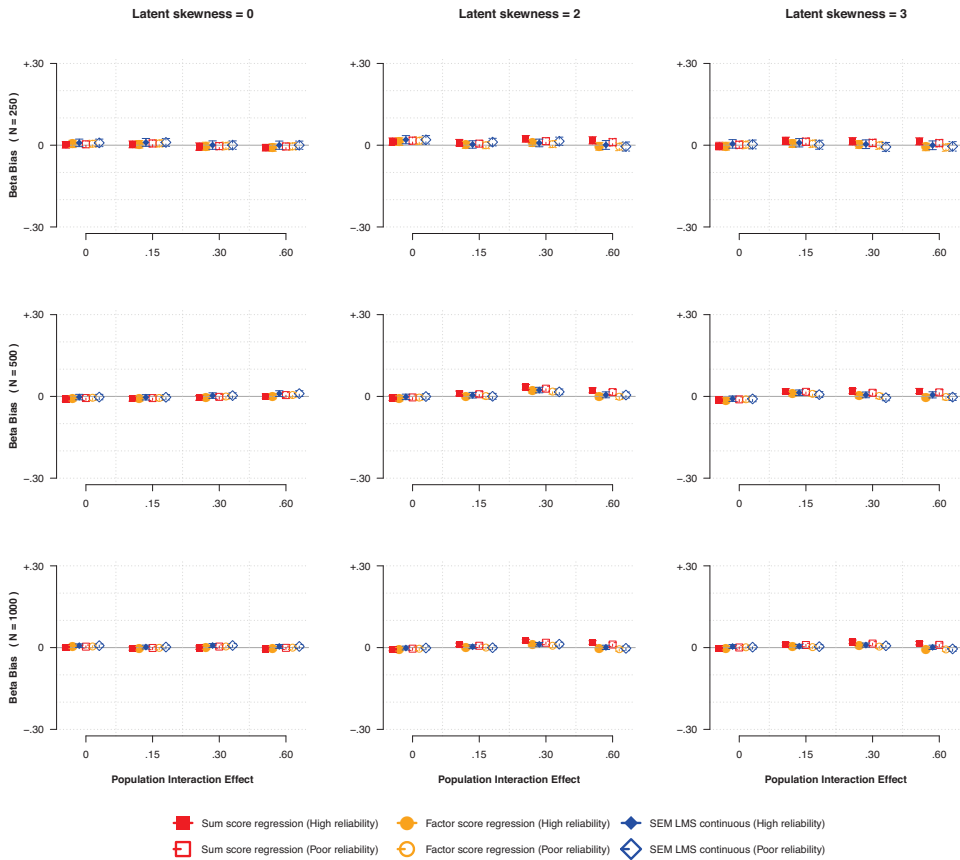 Latent skewness = 0 Latent skewness = 2 Latent skewness = 3
Beta Bias ( N = 250)
+.30 +.30 +.30
0 0 0
−.30 −.30 −.30
0 .15 .30 .60 0 .15 .30 .60 0 .15 .30 .60
Beta Bias ( N = 500)
+.30 +.30 +.30
0 0 0
−.30 −.30 −.30
0 .15 .30 .60 0 .15 .30 .60 0 .15 .30 .60
Beta Bias ( N = 1000)
+.30 +.30 +.30
0 0 0
−.30 −.30 −.30
0 .15 .30 .60 0 .15 .30 .60 0 .15 .30 .60
Population Interaction Effect Population Interaction Effect Population Interaction Effect
Sum score regression (High reliability) Factor score regression (High reliability) SEM LMS continuous (High reliability)
Sum score regression (Poor reliability) Factor score regression (Poor reliability) SEM LMS continuous (Poor reliability)